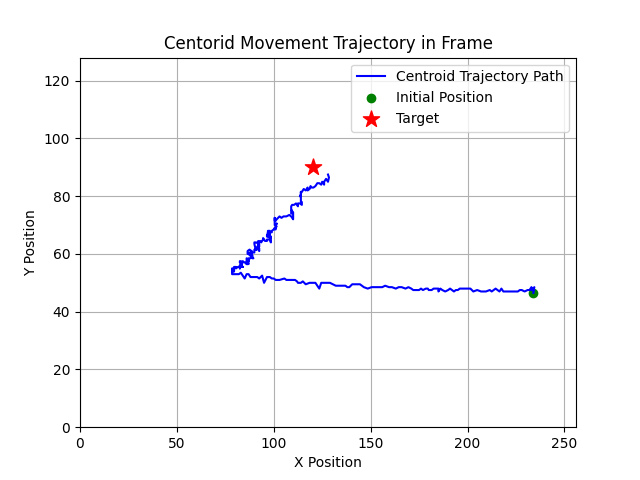 Centorid Movement Trajectory in Frame
Centroid Trajectory Path
Initial Position
Target
Y Position
120
100
80
60
40
20
0
0 50 100 150 200 250
X Position